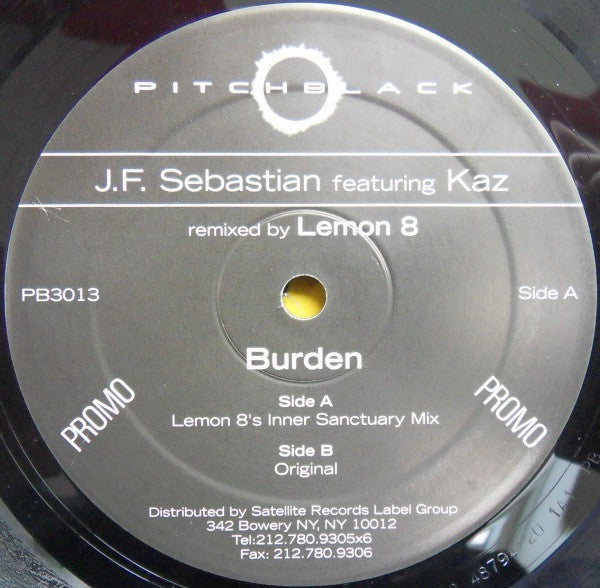 PITCHBLACK
J.F. Sebastian featuring Kaz
remixed by Lemon 8
PB3013
Side A
Burden
PROMO
PROMO
Side A
Lemon 8's Inner Sanctuary Mix
Side B
Original
Distributed by Satellite Records Label Group
342 Bowery NY, NY 10012
Tel:212.780.9305x6
Fax: 212.780.9306